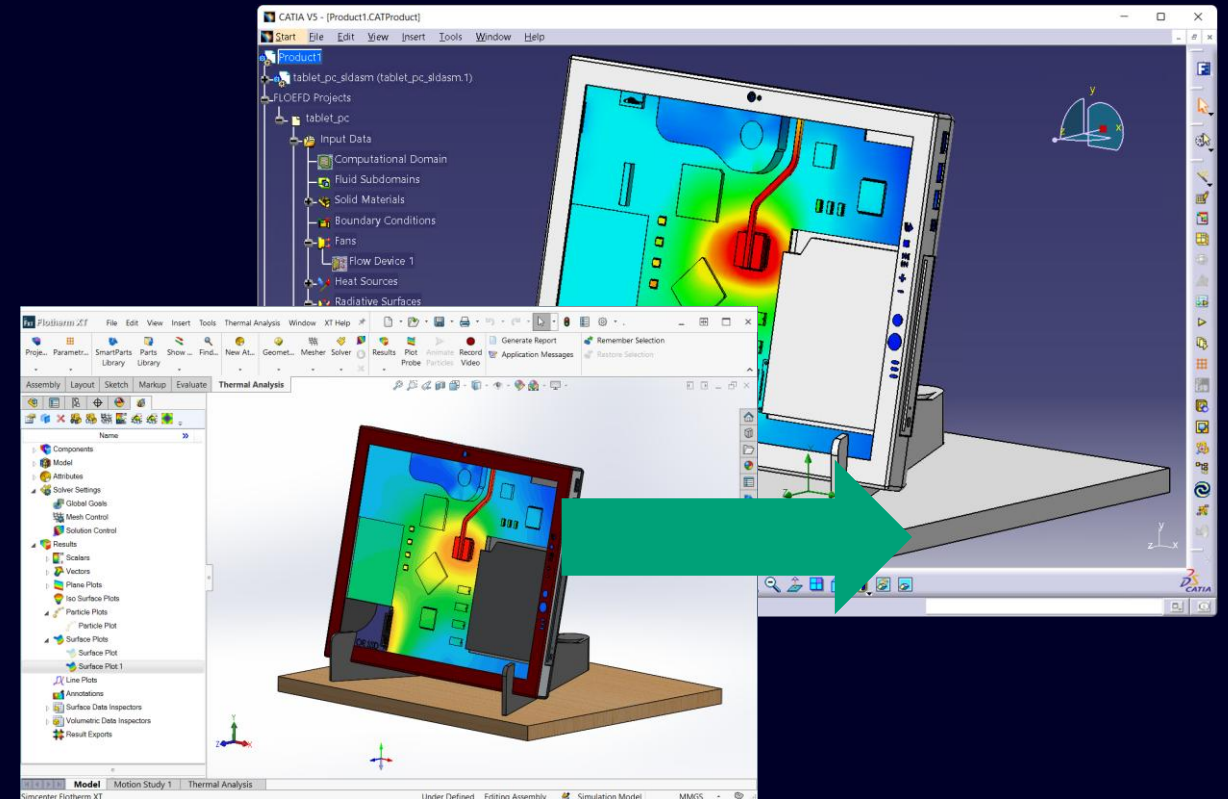 CATIA V5 - [Product1.CATProduct]
Start File Edit View Insert Tools Window Help
Product1
tablet_pc_sldasm (tablet_pc_sldasm.1)
FLOEFD Projects
tablet_pc
Input Data
Computational Domain
Fluid Subdomains
Solid Materials
Boundary Conditions
Fans
Flow Device 1
Heat Sources
Radiative Surfaces
y
z x
y
z x
CATIA
Flotherm XT File Edit View Insert Tools Thermal Analysis Window XT Help
Proje... Parametr... SmartParts Library Parts Library Show ... Find... New At... Geomet... Mesher Solver Results Plot Probe Animate Particles Record Video
Generate Report
Application Messages
Remember Selection
Restore Selection
Assembly Layout Sketch Markup Evaluate Thermal Analysis
Name
Components
Model
Attributes
Solver Settings
Global Goals
Mesh Control
Solution Control
Results
Scalars
Vectors
Plane Plots
Iso Surface Plots
Particle Plots
Particle Plot
Surface Plots
Surface Plot
Surface Plot 1
Line Plots
Annotations
Surface Data Inspectors
Volumetric Data Inspectors
Result Exports
Y
Z X
Model Motion Study 1 Thermal Analysis
Simcenter Flotherm XT Under Defined Editing Assembly Simulation Model MMGS